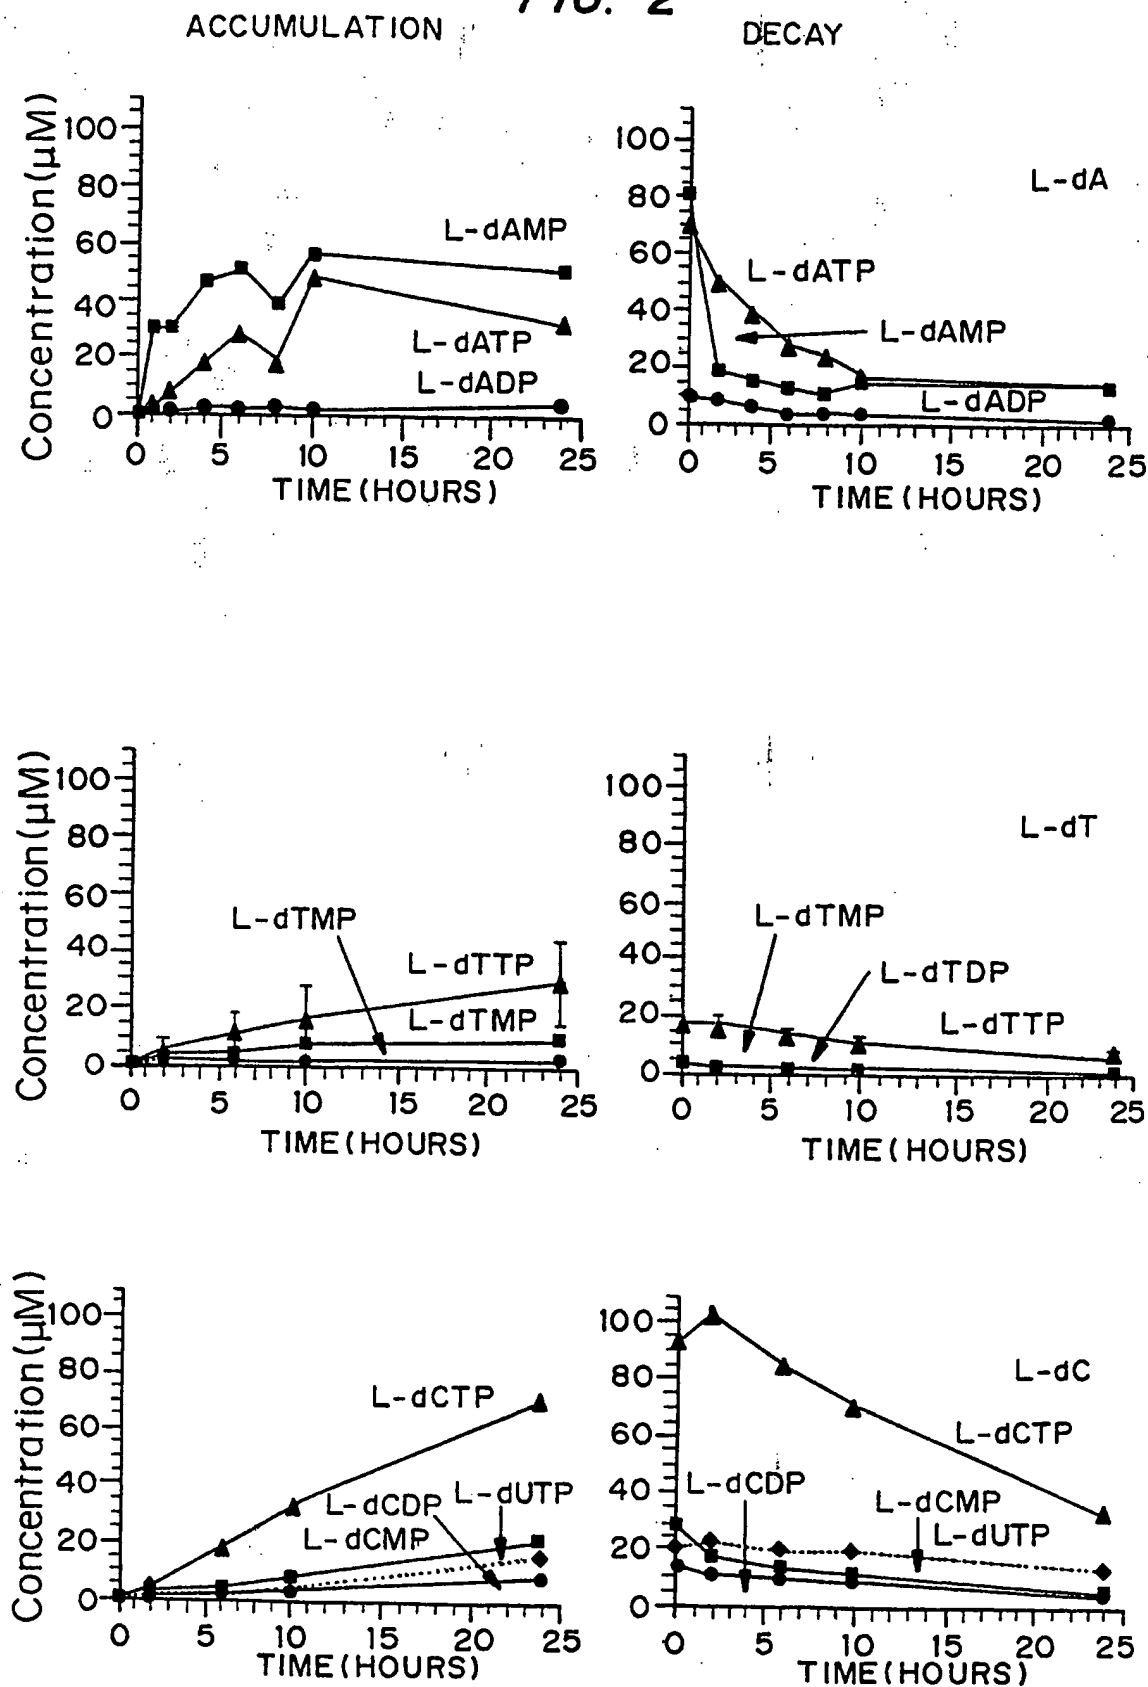 FIG. 2
ACCUMULATION
DECAY
Concentration(μM)
100
80
60
40
20
0
L-dAMP
L-dATP
L-dADP
0 5 10 15 20 25
TIME(HOURS)
L-dA
100
80
60
40
20
0
L-dATP
L-dAMP
L-dADP
0 5 10 15 20 25
TIME(HOURS)
Concentration(μM)
100
80
60
40
20
0
L-dTMP
L-dTTP
L-dTMP
0 5 10 15 20 25
TIME(HOURS)
L-dT
100
80
60
40
20
0
L-dTMP
L-dTDP
L-dTTP
0 5 10 15 20 25
TIME(HOURS)
Concentration(μM)
100
80
60
40
20
0
L-dCTP
L-dCDP
L-dUTP
L-dCMP
0 5 10 15 20 25
TIME(HOURS)
L-dC
100
80
60
40
20
0
L-dCTP
L-dCDP
L-dCMP
L-dUTP
0 5 10 15 20 25
TIME(HOURS)